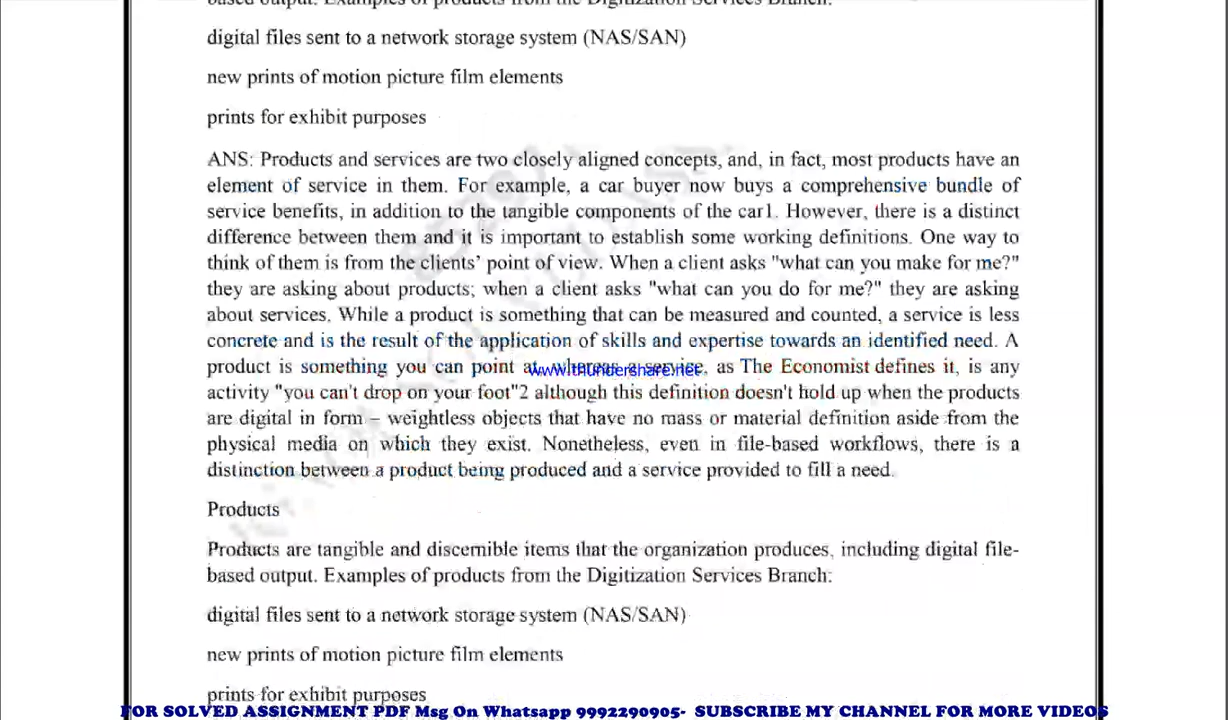 based output. Examples of products from the Digitization Services Branch:
digital files sent to a network storage system (NAS/SAN)
new prints of motion picture film elements
prints for exhibit purposes
ANS: Products and services are two closely aligned concepts, and, in fact, most products have an
element of service in them. For example, a car buyer now buys a comprehensive bundle of
service benefits, in addition to the tangible components of the car1. However, there is a distinct
difference between them and it is important to establish some working definitions. One way to
think of them is from the clients’ point of view. When a client asks "what can you make for me?"
they are asking about products; when a client asks "what can you do for me?" they are asking
about services. While a product is something that can be measured and counted, a service is less
concrete and is the result of the application of skills and expertise towards an identified need. A
product is something you can point at, whereas a service, as The Economist defines it, is any
www.thundershare.net
activity "you can't drop on your foot"2 although this definition doesn't hold up when the products
are digital in form – weightless objects that have no mass or material definition aside from the
physical media on which they exist. Nonetheless, even in file-based workflows, there is a
distinction between a product being produced and a service provided to fill a need.
Products
Products are tangible and discernible items that the organization produces, including digital file-
based output. Examples of products from the Digitization Services Branch:
digital files sent to a network storage system (NAS/SAN)
new prints of motion picture film elements
prints for exhibit purposes
FOR SOLVED ASSIGNMENT PDF Msg On Whatsapp 9992290905- SUBSCRIBE MY CHANNEL FOR MORE VIDEOS